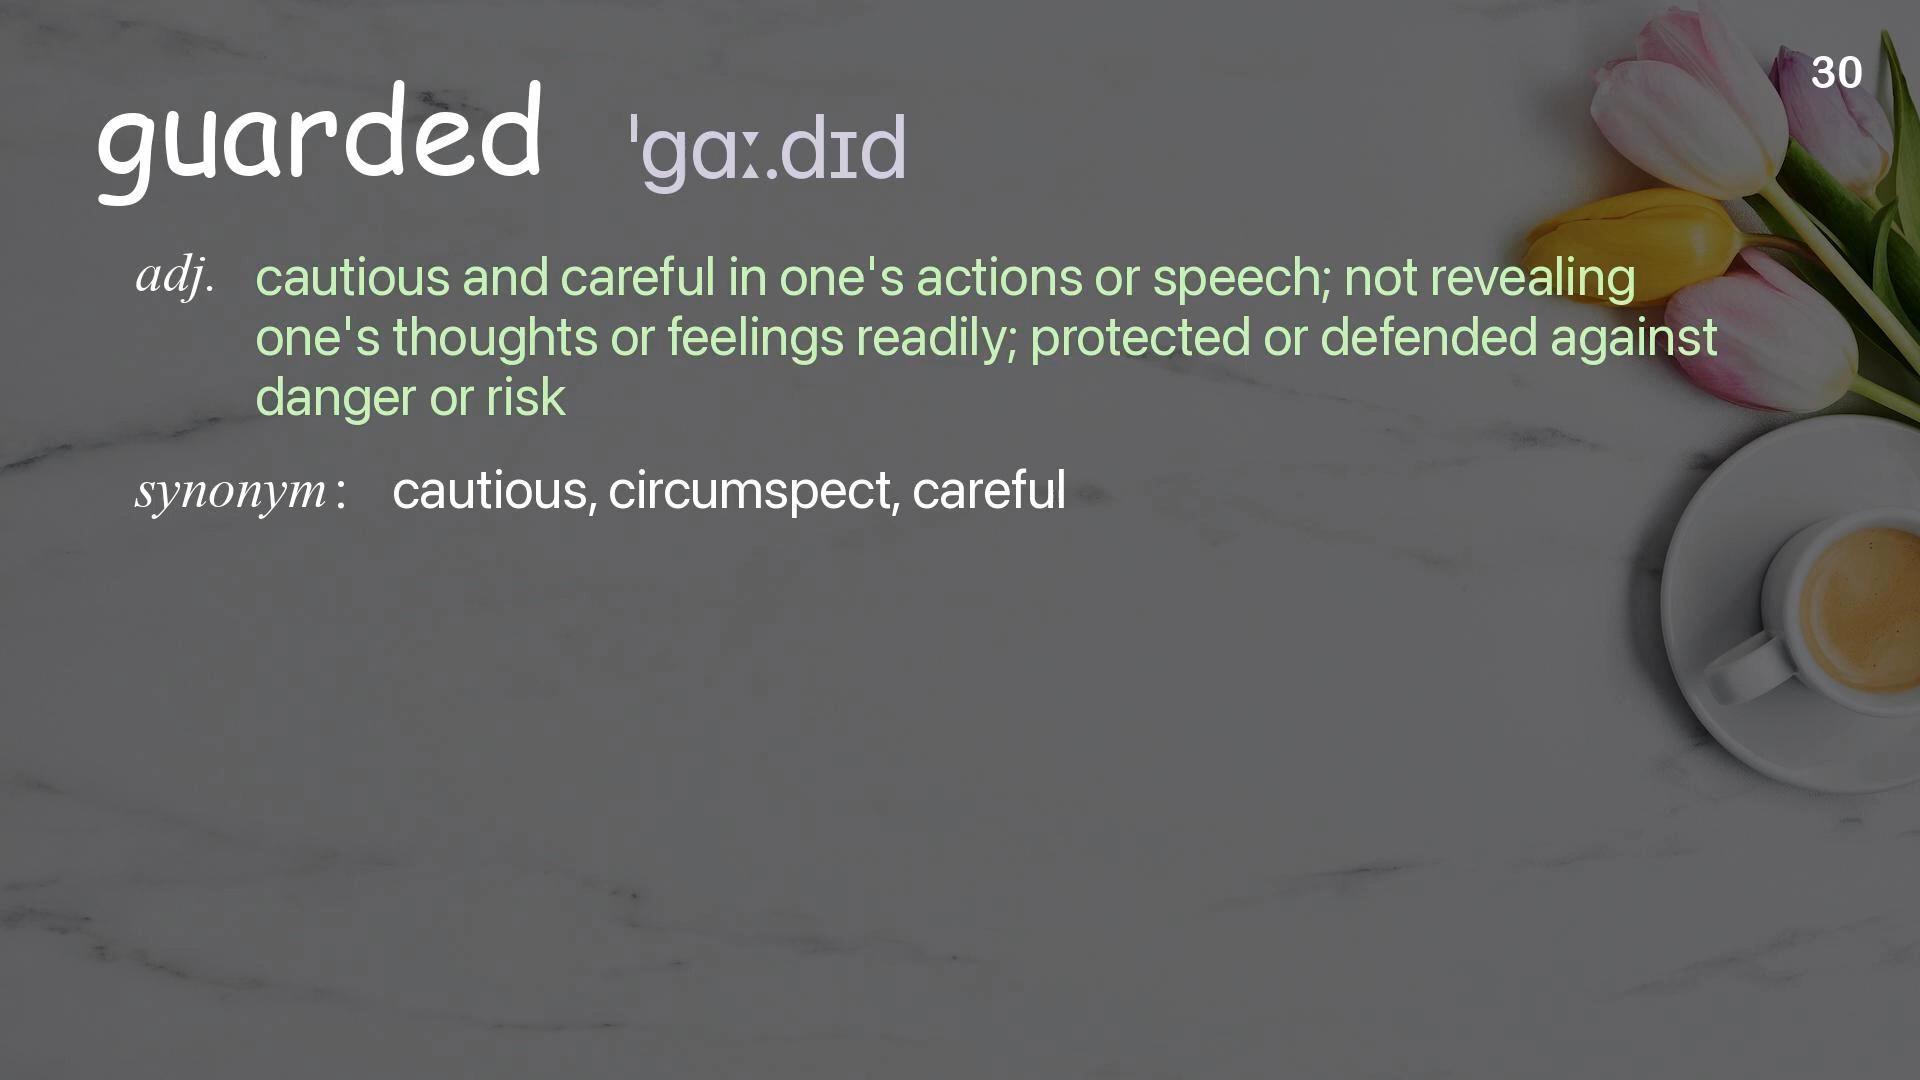 30
guarded ˈɡɑː.dɪd
adj. cautious and careful in one's actions or speech; not revealing
one's thoughts or feelings readily; protected or defended against
danger or risk
synonym: cautious, circumspect, careful